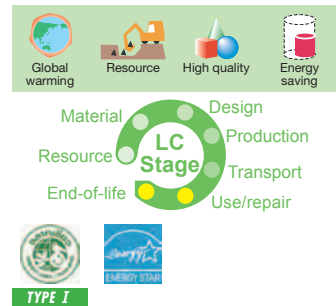 Global warming
Resource
High quality
Energy saving
Material
Design
LC Stage
Production
Resource
Transport
End-of-life
Use/repair
energy
ENERGY STAR
TYPE I